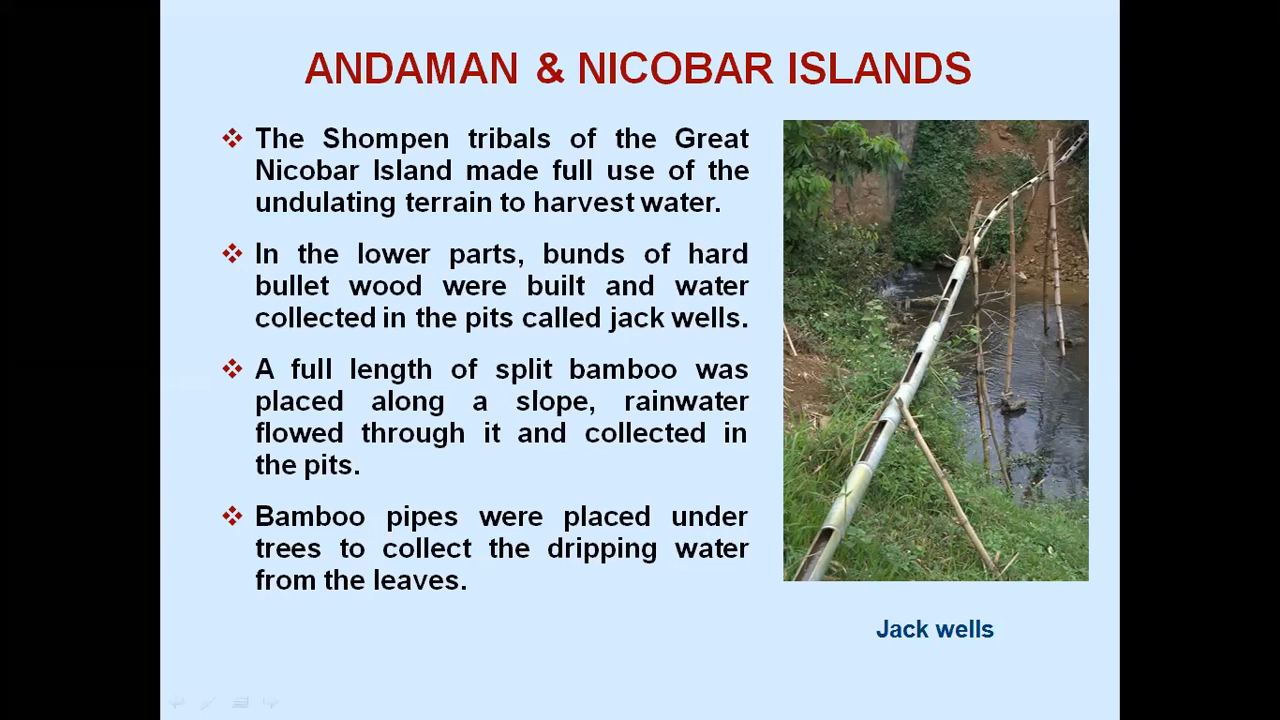 ANDAMAN & NICOBAR ISLANDS
The Shompen tribals of the Great
Nicobar Island made full use of the
undulating terrain to harvest water.
In the lower parts, bunds of hard
bullet wood were built and water
collected in the pits called jack wells.
A full length of split bamboo was
placed along a slope, rainwater
flowed through it and collected in
the pits.
Bamboo pipes were placed under
trees to collect the dripping water
from the leaves.
Jack wells